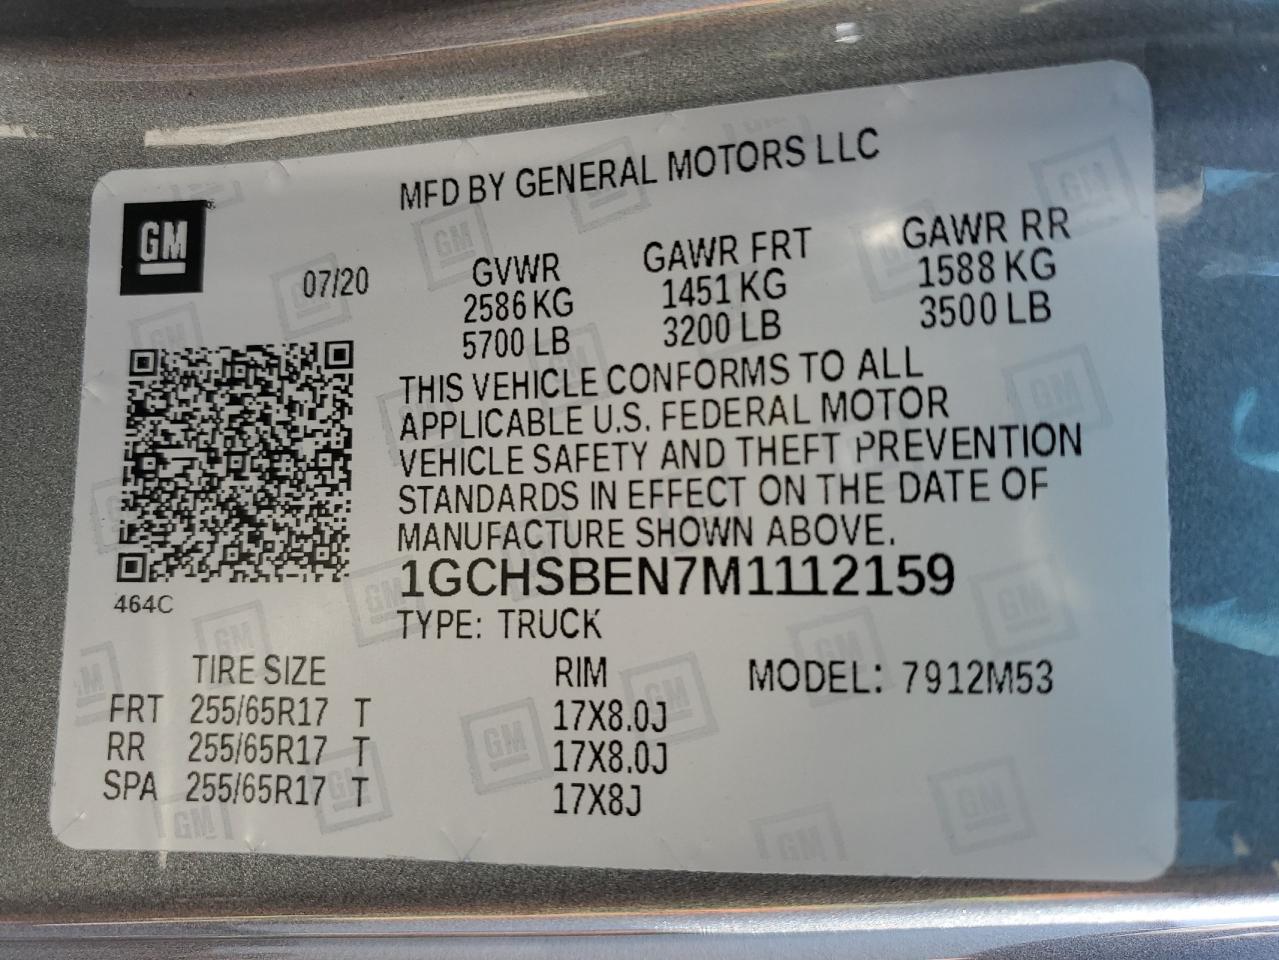 MFD BY GENERAL MOTORS LLC
GM
07/20
GVWR GAWR FRT GAWR RR
2586 KG 1451 KG 1588 KG
5700 LB 3200 LB 3500 LB
THIS VEHICLE CONFORMS TO ALL
APPLICABLE U.S. FEDERAL MOTOR
VEHICLE SAFETY AND THEFT PREVENTION
STANDARDS IN EFFECT ON THE DATE OF
MANUFACTURE SHOWN ABOVE.
1GCHSBEN7M1112159
464C
TYPE: TRUCK
TIRE SIZE RIM MODEL: 7912M53
FRT 255/65R17 T 17X8.0J
RR 255/65R17 T 17X8.0J
SPA 255/65R17 T 17X8J